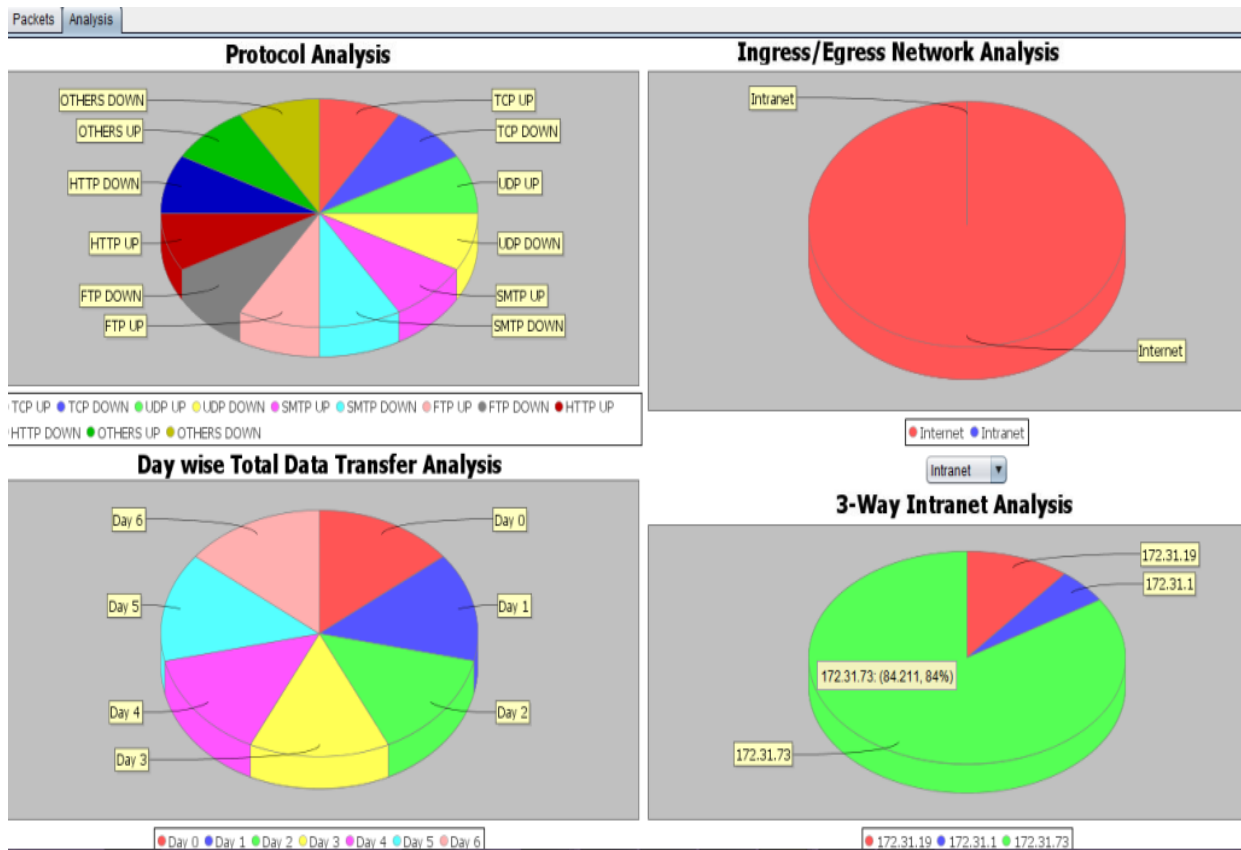 Packets Analysis
Protocol Analysis
OTHERS DOWN
OTHERS UP
HTTP DOWN
HTTP UP
FTP DOWN
FTP UP
TCP UP
TCP DOWN
UDP UP
UDP DOWN
SMTP UP
SMTP DOWN
TCP UP TCP DOWN UDP UP UDP DOWN SMTP UP SMTP DOWN FTP UP FTP DOWN HTTP UP
HTTP DOWN OTHERS UP OTHERS DOWN
Ingress/Egress Network Analysis
Intranet
Internet
Internet Intranet
Day wise Total Data Transfer Analysis
Day 6
Day 5
Day 4
Day 3
Day 0
Day 1
Day 2
Day 0 Day 1 Day 2 Day 3 Day 4 Day 5 Day 6
Intranet
3-Way Intranet Analysis
172.31.19
172.31.1
172.31.73: (84.211, 84%)
172.31.73
172.31.19 172.31.1 172.31.73